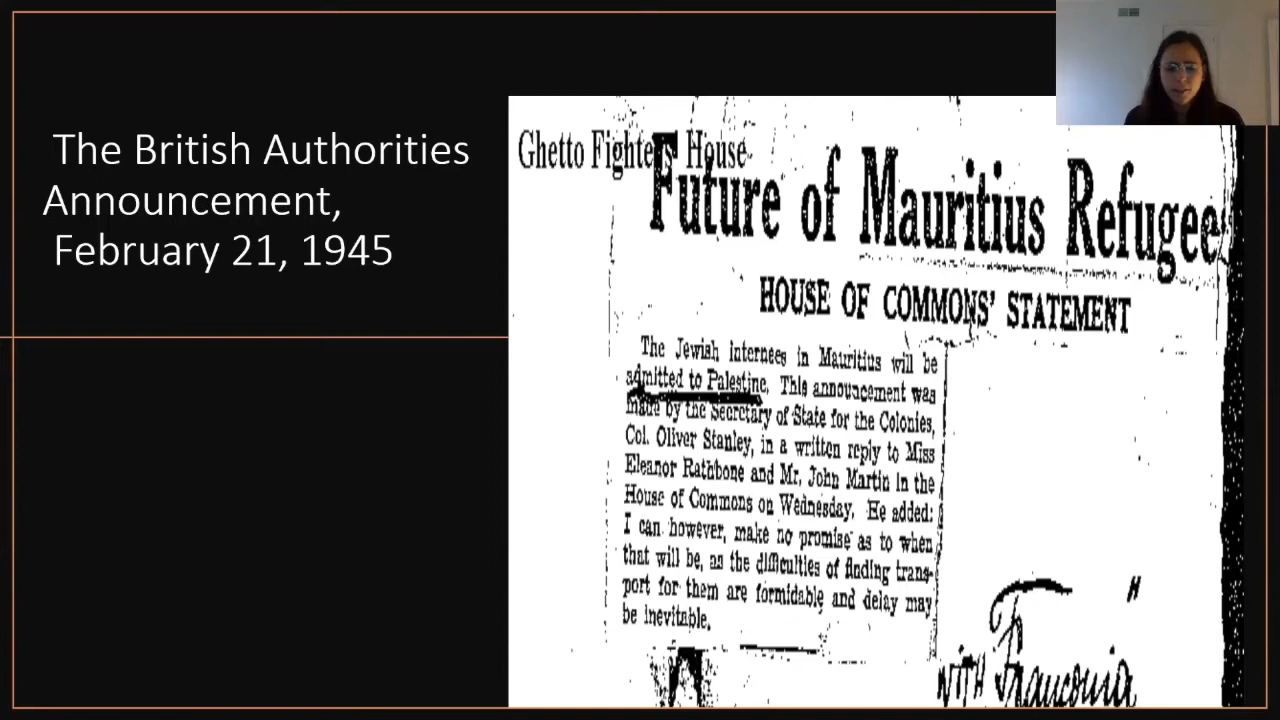 The British Authorities
Announcement,
February 21, 1945
Ghetto Fighters House
Future of Mauritius Refugee
HOUSE OF COMMONS' STATEMENT
The Jewish internees in Mauritius will be
admitted to Palestine. This announcement was
made by the Secretary of State for the Colonies,
Col. Oliver Stanley, in a written reply to Miss
Eleanor Rathbone and Mr. John Martin in the
House of Commons on Wednesday. He added:
I can however, make no promise as to when
that will be, as the difficulties of finding trans-
port for them are formidable and delay may
be inevitable.
WITH Franconia"